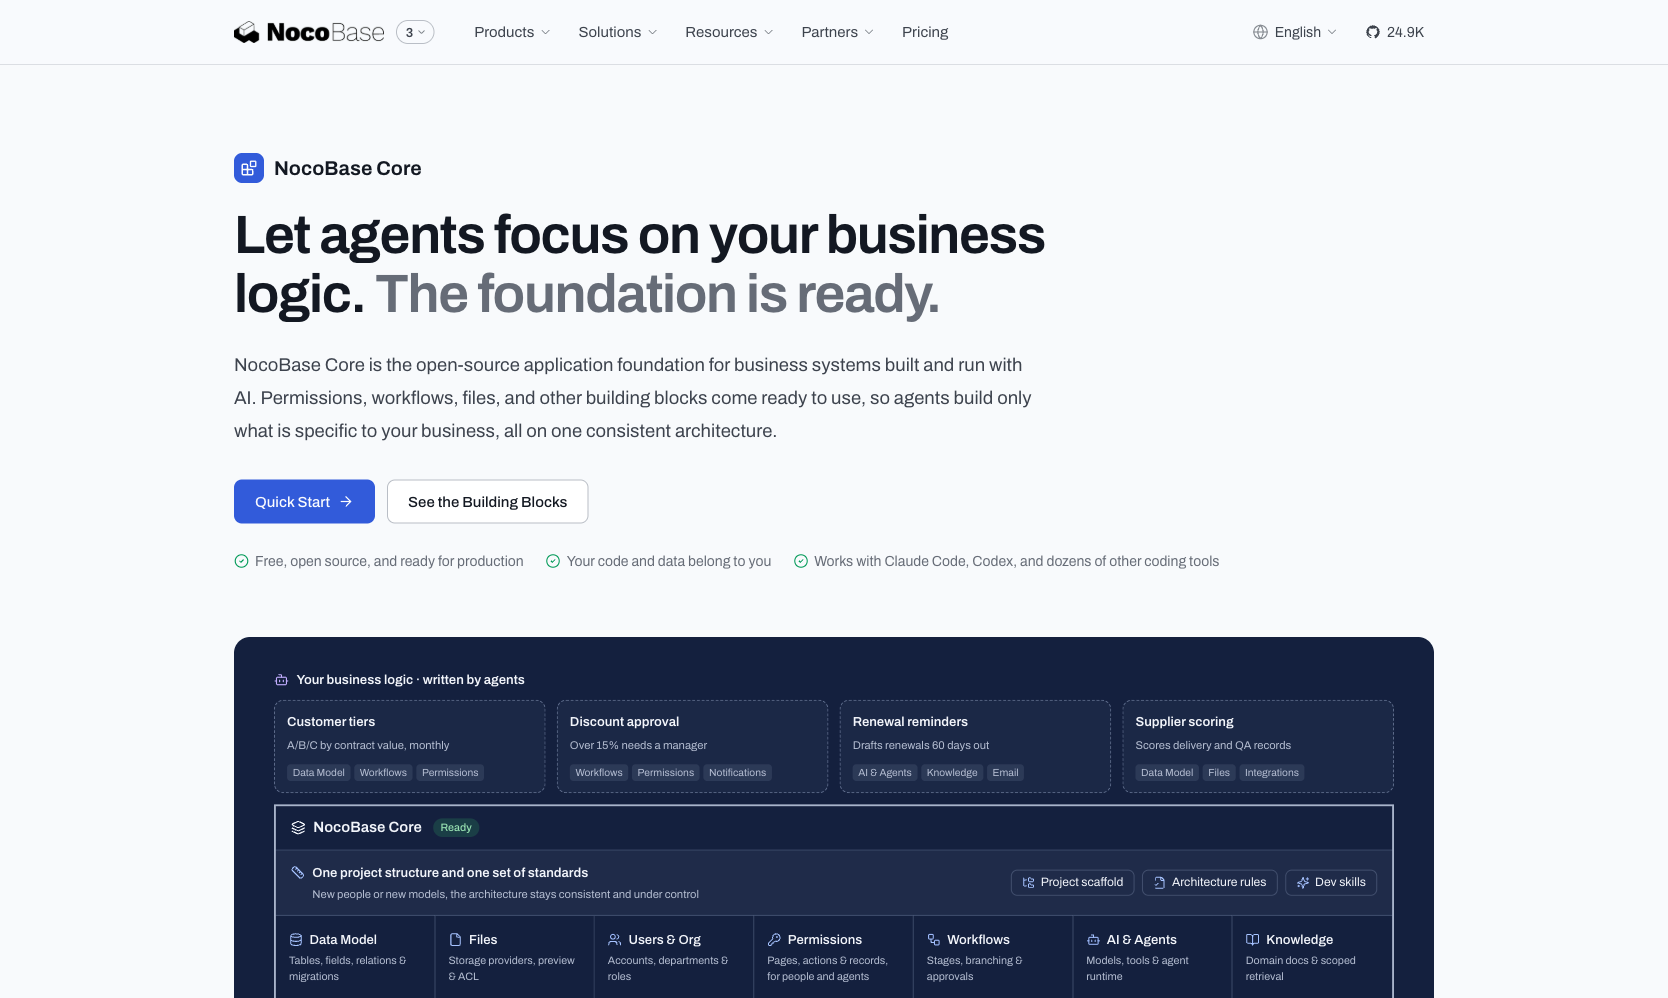 NocoBase 3 Products Solutions Resources Partners Pricing English 24.9K
NocoBase Core
Let agents focus on your business
logic. The foundation is ready.
NocoBase Core is the open-source application foundation for business systems built and run with
AI. Permissions, workflows, files, and other building blocks come ready to use, so agents build only
what is specific to your business, all on one consistent architecture.
Quick Start See the Building Blocks
Free, open source, and ready for production Your code and data belong to you Works with Claude Code, Codex, and dozens of other coding tools
Your business logic · written by agents
Customer tiers
A/B/C by contract value, monthly
Data Model Workflows Permissions
Discount approval
Over 15% needs a manager
Workflows Permissions Notifications
Renewal reminders
Drafts renewals 60 days out
AI & Agents Knowledge Email
Supplier scoring
Scores delivery and QA records
Data Model Files Integrations
NocoBase Core Ready
One project structure and one set of standards
New people or new models, the architecture stays consistent and under control
Project scaffold Architecture rules Dev skills
Data Model
Tables, fields, relations &
migrations
Files
Storage providers, preview
& ACL
Users & Org
Accounts, departments &
roles
Permissions
Pages, actions & records,
for people and agents
Workflows
Stages, branching &
approvals
AI & Agents
Models, tools & agent
runtime
Knowledge
Domain docs & scoped
retrieval